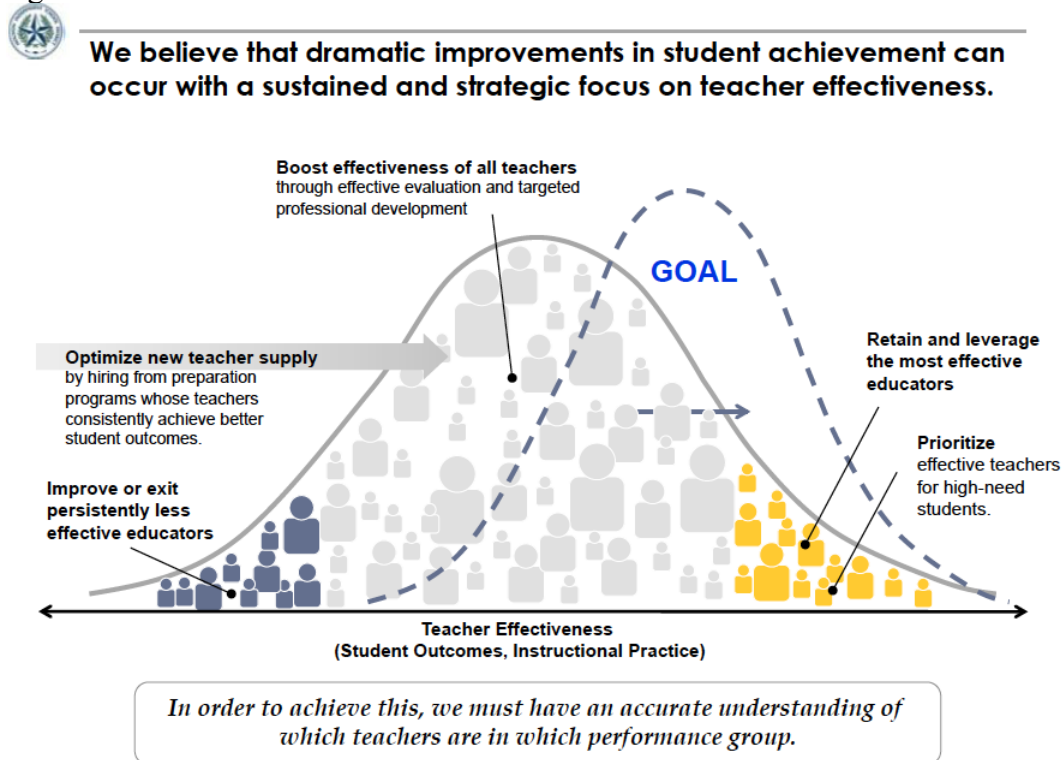 We believe that dramatic improvements in student achievement can
occur with a sustained and strategic focus on teacher effectiveness.
Boost effectiveness of all teachers
through effective evaluation and targeted
professional development
GOAL
Optimize new teacher supply
by hiring from preparation
programs whose teachers
consistently achieve better
student outcomes.
Retain and leverage
the most effective
educators
Prioritize
effective teachers
for high-need
students.
Improve or exit
persistently less
effective educators
Teacher Effectiveness
(Student Outcomes, Instructional Practice)
In order to achieve this, we must have an accurate understanding of
which teachers are in which performance group.